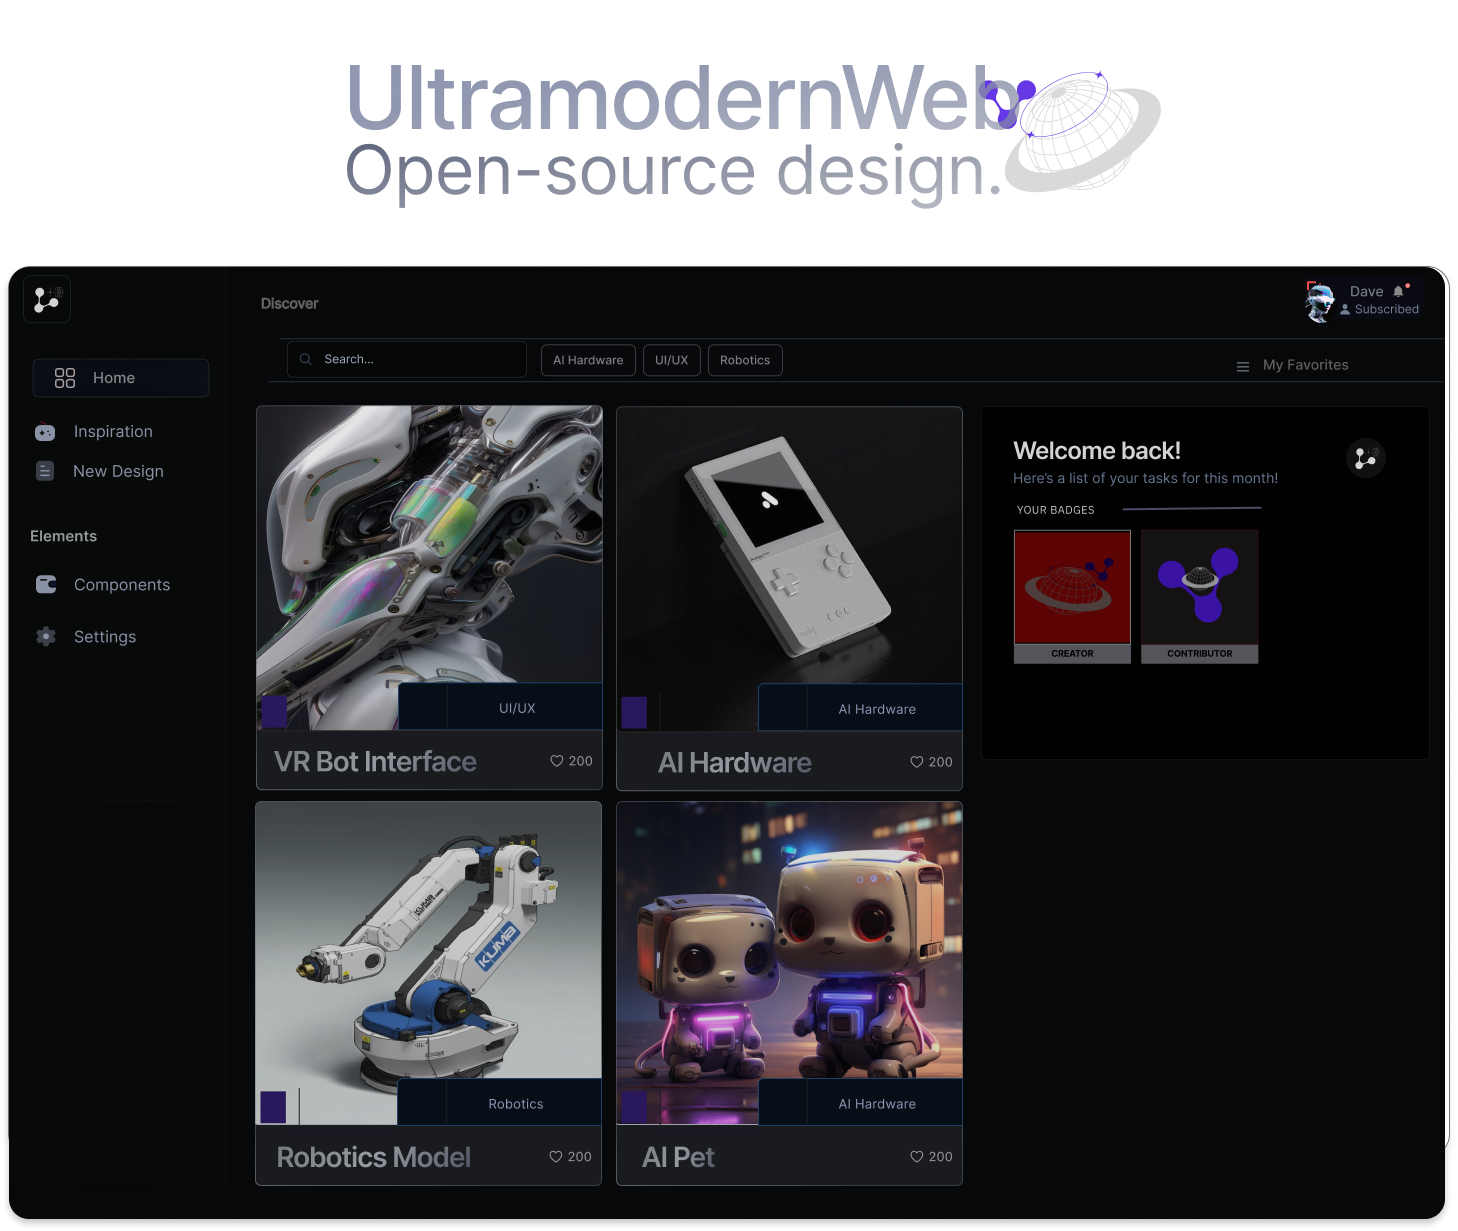 UltramodernWeb
Open-source design.
Discover
Dave
Subscribed
Search...
AI Hardware
UI/UX
Robotics
My Favorites
Home
Inspiration
New Design
Elements
Components
Settings
UI/UX
VR Bot Interface
200
AI Hardware
AI Hardware
200
Welcome back!
Here's a list of your tasks for this month!
YOUR BADGES
CREATOR
CONTRIBUTOR
KUMA
Robotics
Robotics Model
200
AI Hardware
AI Pet
200